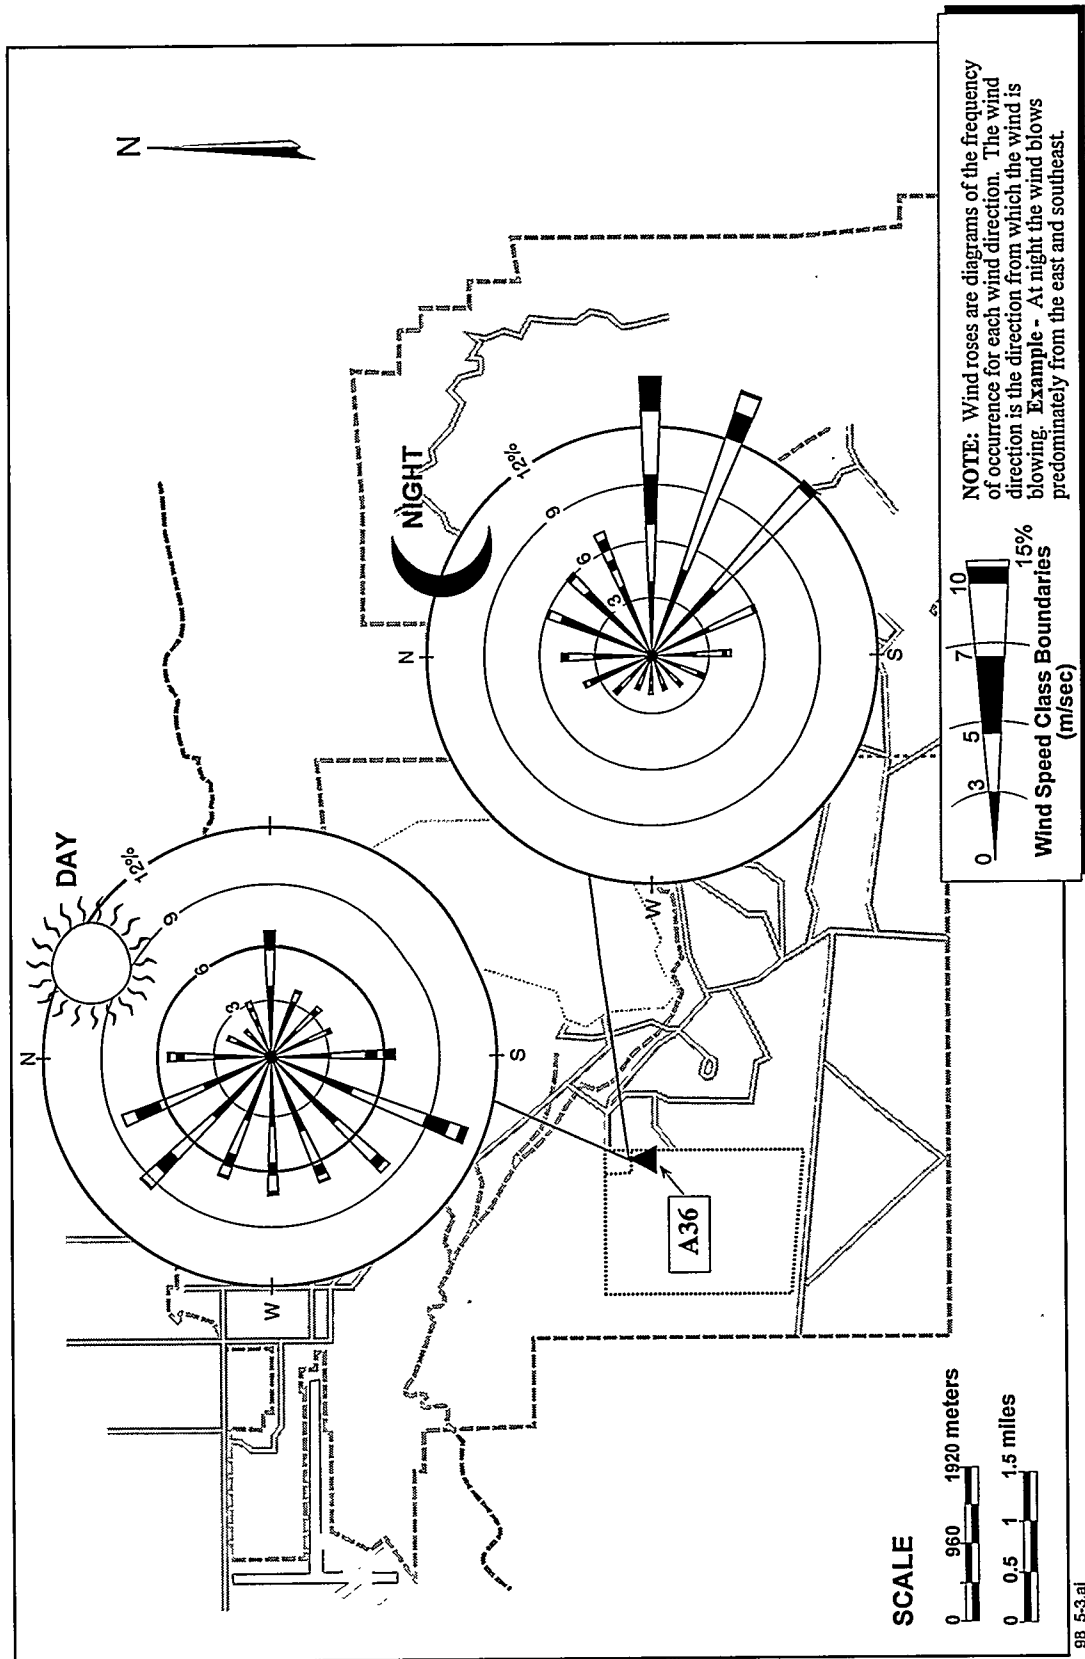 N
DAY
N
12%
9
6
3
S
W
NIGHT
N
12%
9
6
3
S
W
A36
SCALE
0 960 1920 meters
0 0.5 1 1.5 miles
0 3 5 7 10
15%
Wind Speed Class Boundaries
(m/sec)
NOTE: Wind roses are diagrams of the frequency
of occurrence for each wind direction. The wind
direction is the direction from which the wind is
blowing. Example - At night the wind blows
predominately from the east and southeast.
98_5-3.ai